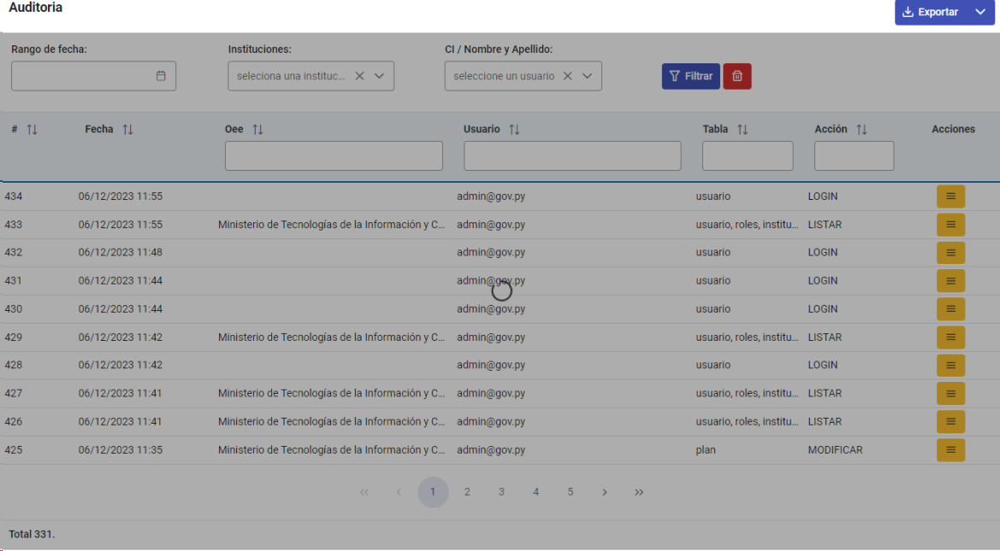 Auditoria
Exportar
Rango de fecha: Instituciones: CI / Nombre y Apellido:
seleciona una instituc... seleccione un usuario Filtrar
# Fecha Oee Usuario Tabla Acción Acciones
434 06/12/2023 11:55 admin@gov.py usuario LOGIN
433 06/12/2023 11:55 Ministerio de Tecnologías de la Información y C... admin@gov.py usuario, roles, institu... LISTAR
432 06/12/2023 11:48 admin@gov.py usuario LOGIN
431 06/12/2023 11:44 admin@gov.py usuario LOGIN
430 06/12/2023 11:44 admin@gov.py usuario LOGIN
429 06/12/2023 11:42 Ministerio de Tecnologías de la Información y C... admin@gov.py usuario, roles, institu... LISTAR
428 06/12/2023 11:42 admin@gov.py usuario LOGIN
427 06/12/2023 11:41 Ministerio de Tecnologías de la Información y C... admin@gov.py usuario, roles, institu... LISTAR
426 06/12/2023 11:41 Ministerio de Tecnologías de la Información y C... admin@gov.py usuario, roles, institu... LISTAR
425 06/12/2023 11:35 Ministerio de Tecnologías de la Información y C... admin@gov.py plan MODIFICAR
« ‹ 1 2 3 4 5 › »
Total 331.